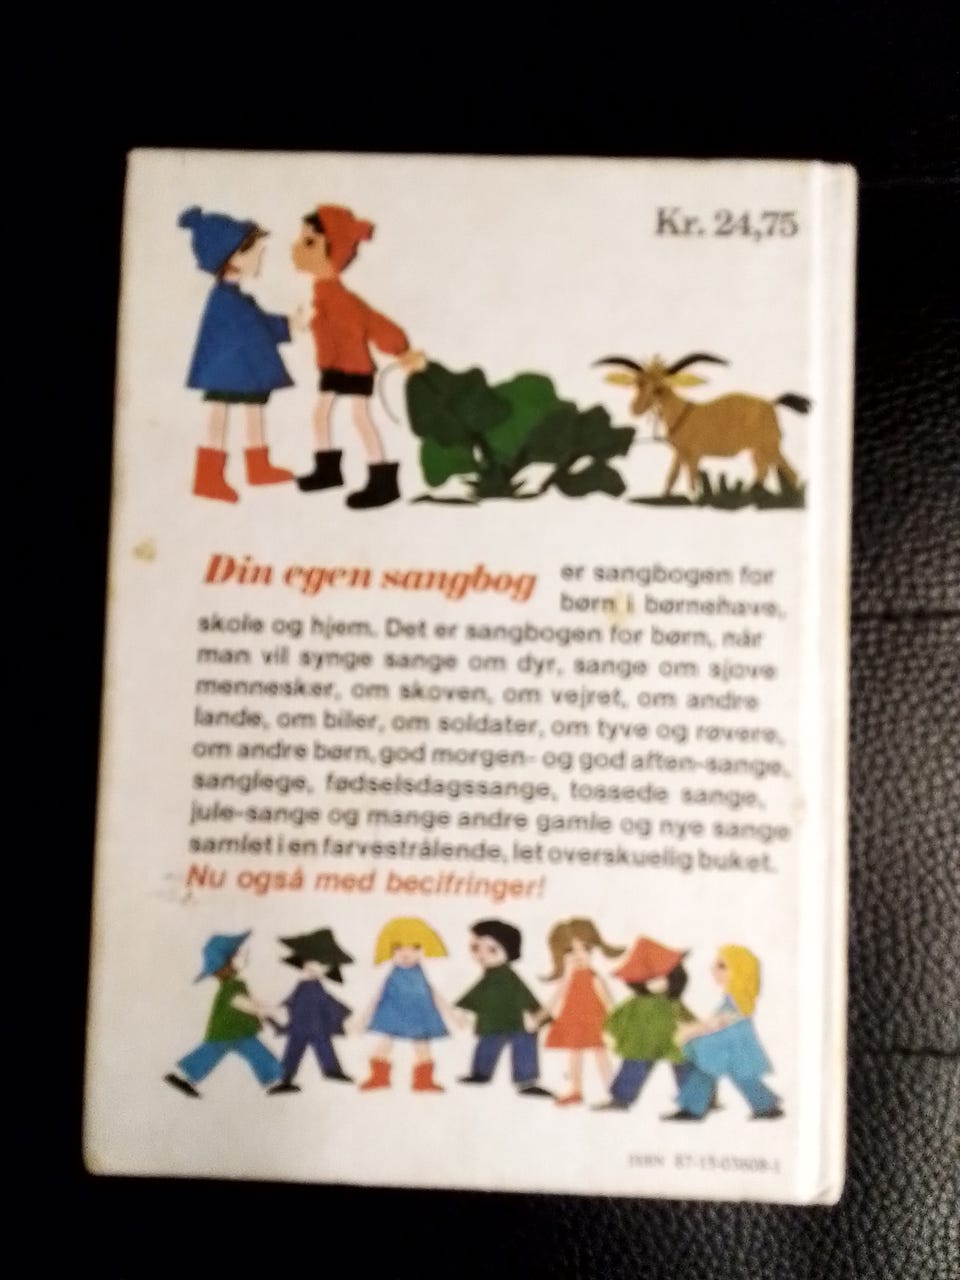 Kr. 24,75
Din egen sangbog er sangbogen for
børn i børnehave,
skole og hjem. Det er sangbogen for børn, når
man vil synge sange om dyr, sange om sjove
mennesker, om skoven, om vejret, om andre
lande, om biler, om soldater, om tyve og røvere,
om andre børn, god morgen- og god aften-sange,
sanglege, fødselsdagssange, tossede sange,
jule-sange og mange andre gamle og nye sange
samlet i en farvestrålende, let overskuelig buket.
Nu også med becifringer!
ISBN 87-15-03608-1